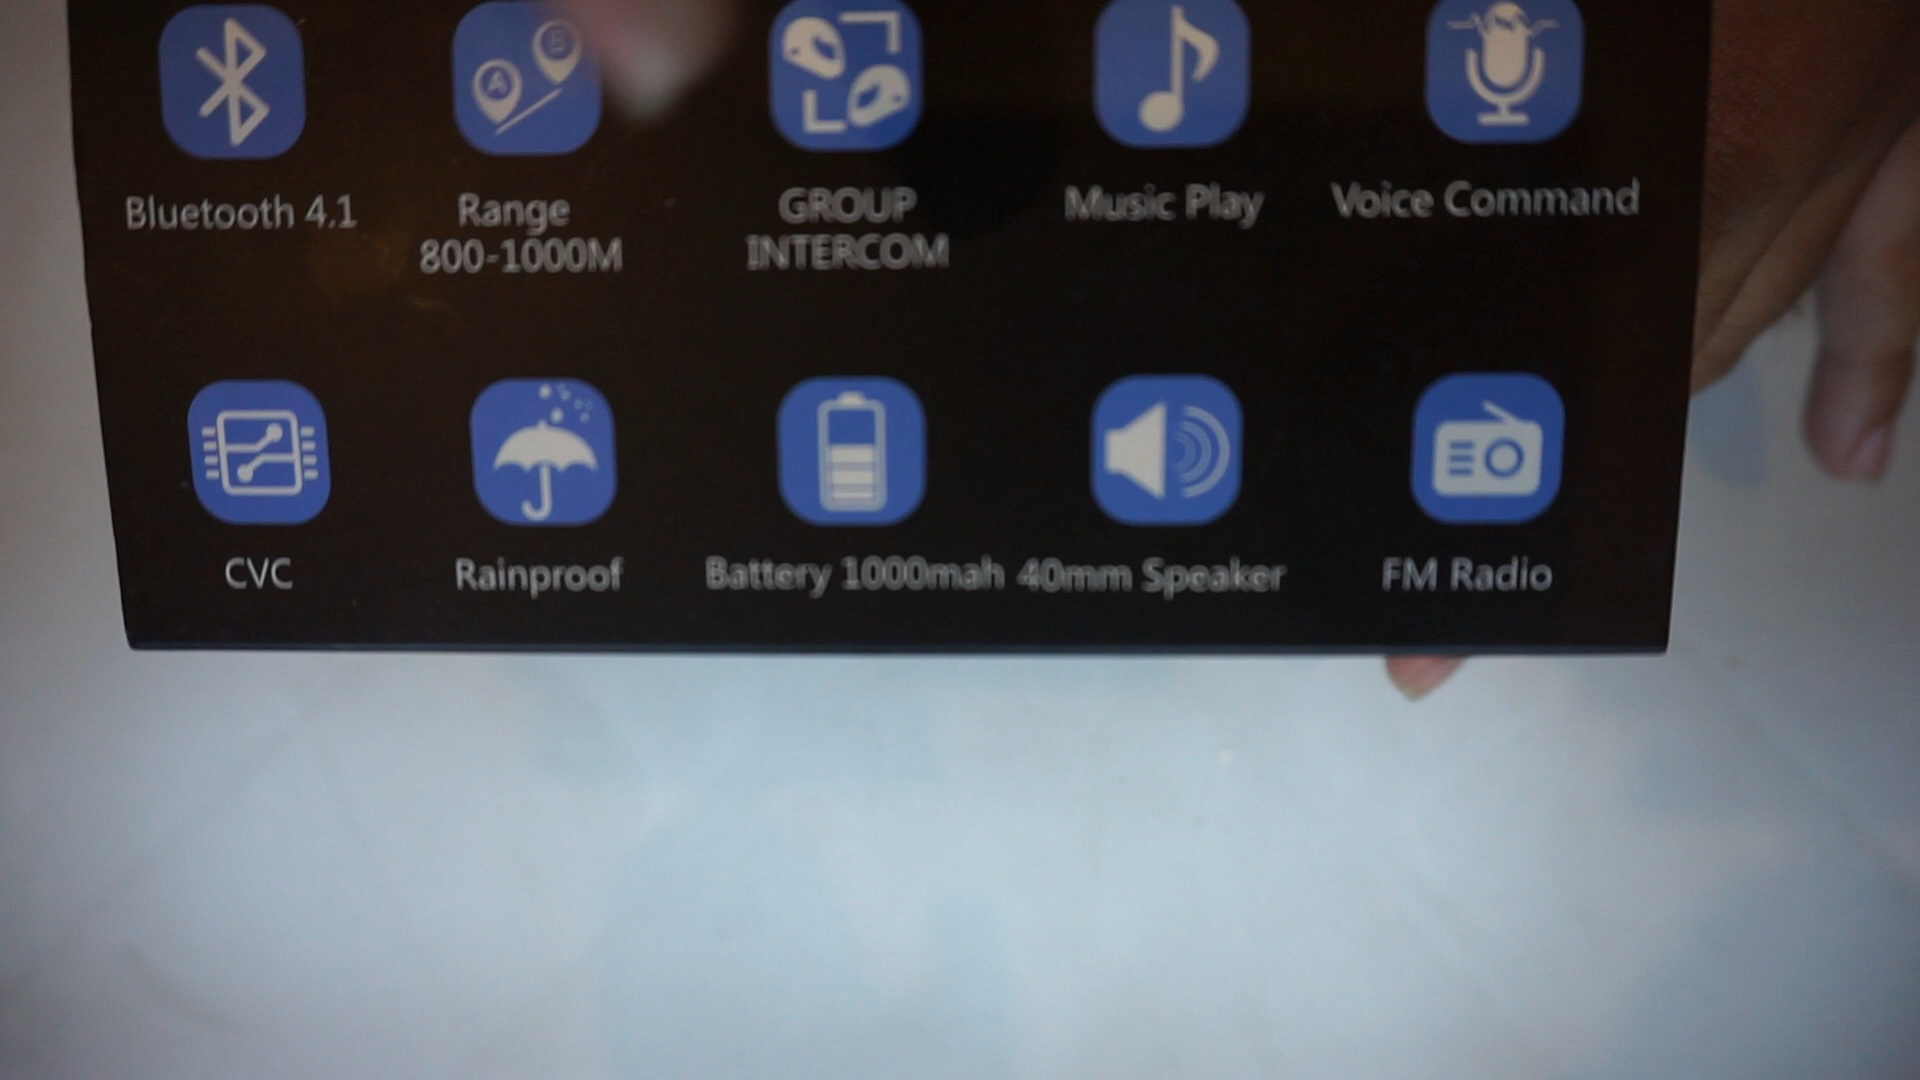 A
B
Bluetooth 4.1
Range
800-1000M
GROUP
INTERCOM
Music Play
Voice Command
CVC
Rainproof
Battery 1000mah
40mm Speaker
FM Radio